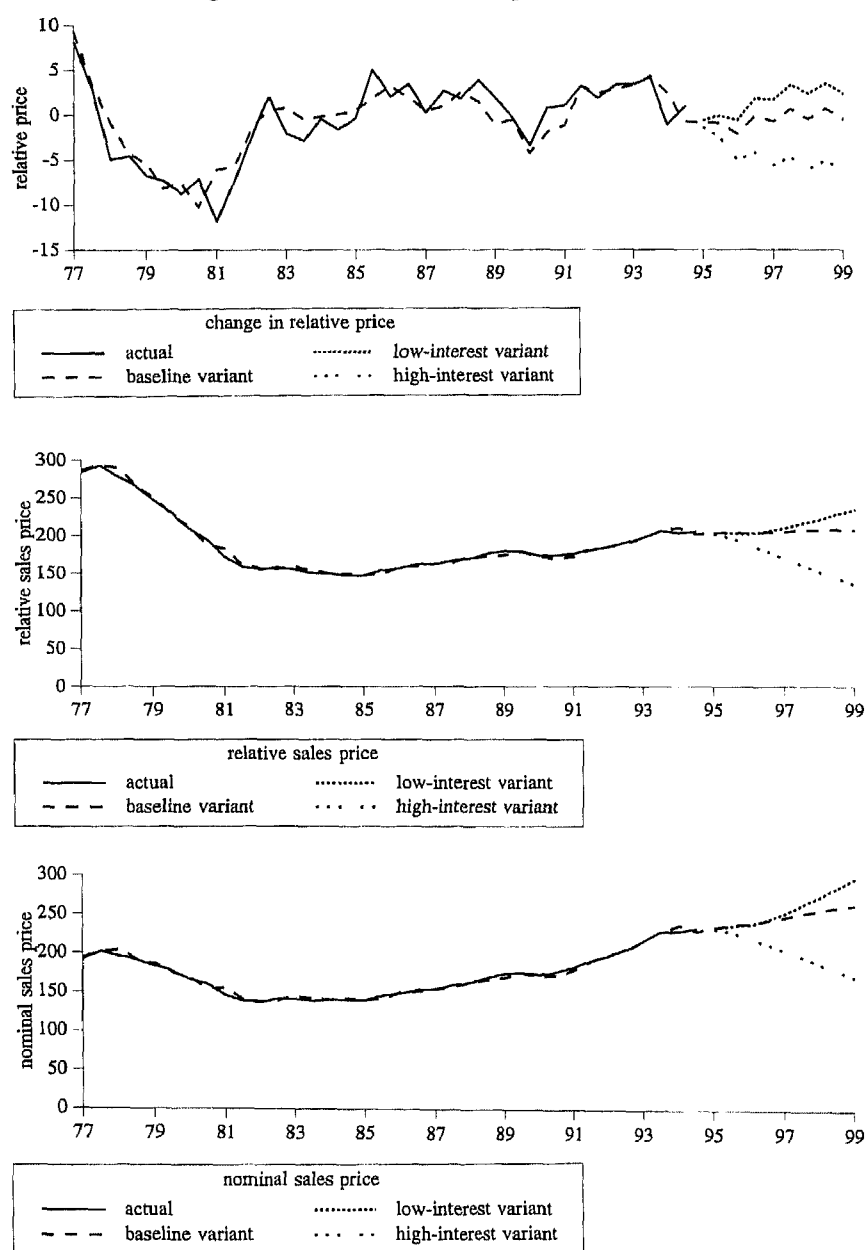 10
5
0
-5
-10
-15
relative price
77 79 81 83 85 87 89 91 93 95 97 99
change in relative price
actual
low-interest variant
baseline variant
high-interest variant
300
250
200
150
100
50
0
relative sales price
77 79 81 83 85 87 89 91 93 95 97 99
relative sales price
actual
low-interest variant
baseline variant
high-interest variant
300
250
200
150
100
50
0
nominal sales price
77 79 81 83 85 87 89 91 93 95 97 99
nominal sales price
actual
low-interest variant
baseline variant
high-interest variant